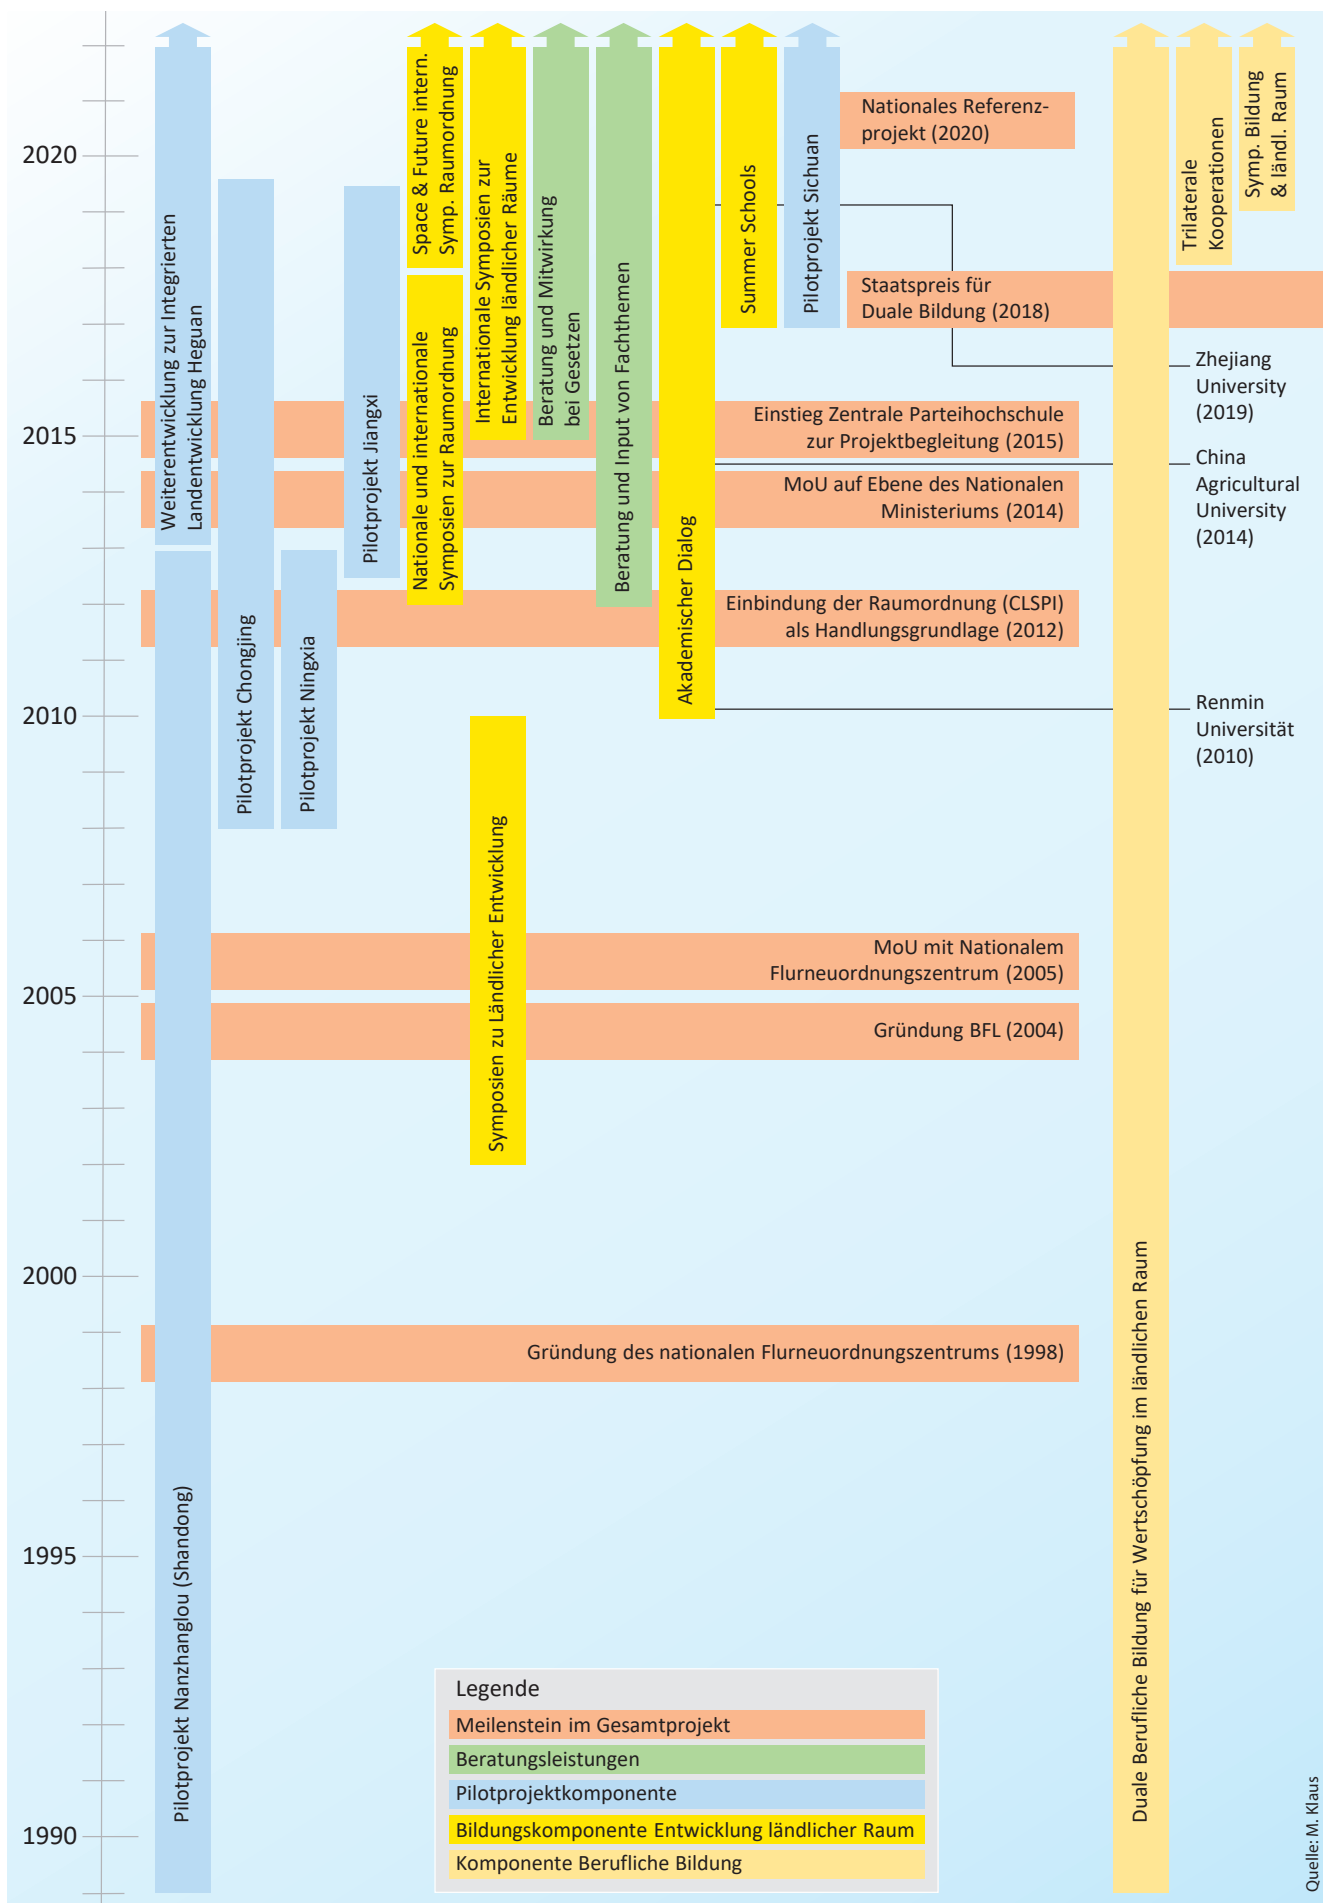 2020
2015
2010
2005
2000
1995
1990
Weiterentwicklung zur Integrierten
Landentwicklung Heguan
Pilotprojekt Nanzhanglou (Shandong)
Pilotprojekt Chongjing
Pilotprojekt Ningxia
Pilotprojekt Jiangxi
Space & Future intern.
Symp. Raumordnung
Nationale und internationale
Symposien zur Raumordnung
Internationale Symposien zur
Entwicklung ländlicher Räume
Symposien zu Ländlicher Entwicklung
Beratung und Mitwirkung
bei Gesetzen
Beratung und Input von Fachthemen
Akademischer Dialog
Summer Schools
Pilotprojekt Sichuan
Nationales Referenz-
projekt (2020)
Staatspreis für
Duale Bildung (2018)
Einstieg Zentrale Parteihochschule
zur Projektbegleitung (2015)
MoU auf Ebene des Nationalen
Ministeriums (2014)
Einbindung der Raumordnung (CLSPI)
als Handlungsgrundlage (2012)
MoU mit Nationalem
Flurneuordnungszentrum (2005)
Gründung BFL (2004)
Gründung des nationalen Flurneuordnungszentrums (1998)
Duale Berufliche Bildung für Wertschöpfung im ländlichen Raum
Trilaterale
Kooperationen
Symp. Bildung
& ländl. Raum
Zhejiang
University
(2019)
China
Agricultural
University
(2014)
Renmin
Universität
(2010)
Legende
Meilenstein im Gesamtprojekt
Beratungsleistungen
Pilotprojektkomponente
Bildungskomponente Entwicklung ländlicher Raum
Komponente Berufliche Bildung
Quelle: M. Klaus